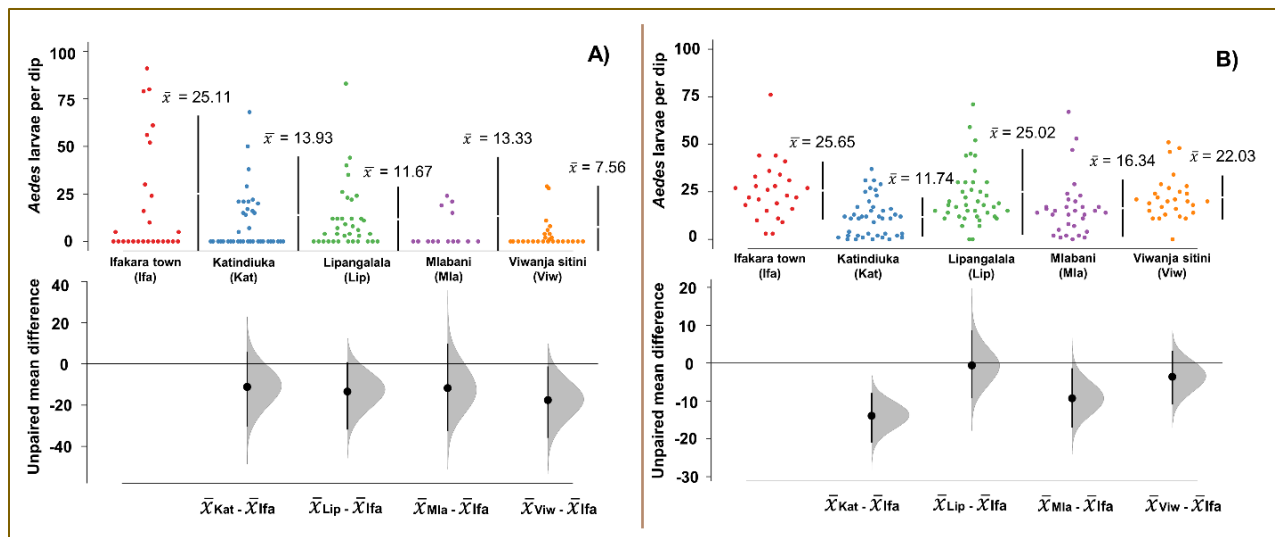 A)
Aedes larvae per dip
100
75
50
25
0
x̄ = 25.11
x̄ = 13.93
x̄ = 11.67
x̄ = 13.33
x̄ = 7.56
Ifakara town
(Ifa)
Katindiuka
(Kat)
Lipangalala
(Lip)
Mlabani
(Mla)
Viwanja sitini
(Viw)
Unpaired mean difference
40
20
0
-20
-40
x̄Kat - x̄Ifa
x̄Lip - x̄Ifa
x̄Mla - x̄Ifa
x̄Viw - x̄Ifa
B)
Aedes larvae per dip
100
75
50
25
0
x̄ = 25.65
x̄ = 11.74
x̄ = 25.02
x̄ = 16.34
x̄ = 22.03
Ifakara town
(Ifa)
Katindiuka
(Kat)
Lipangalala
(Lip)
Mlabani
(Mla)
Viwanja sitini
(Viw)
Unpaired mean difference
20
10
0
-10
-20
-30
x̄Kat - x̄Ifa
x̄Lip - x̄Ifa
x̄Mla - x̄Ifa
x̄Viw - x̄Ifa